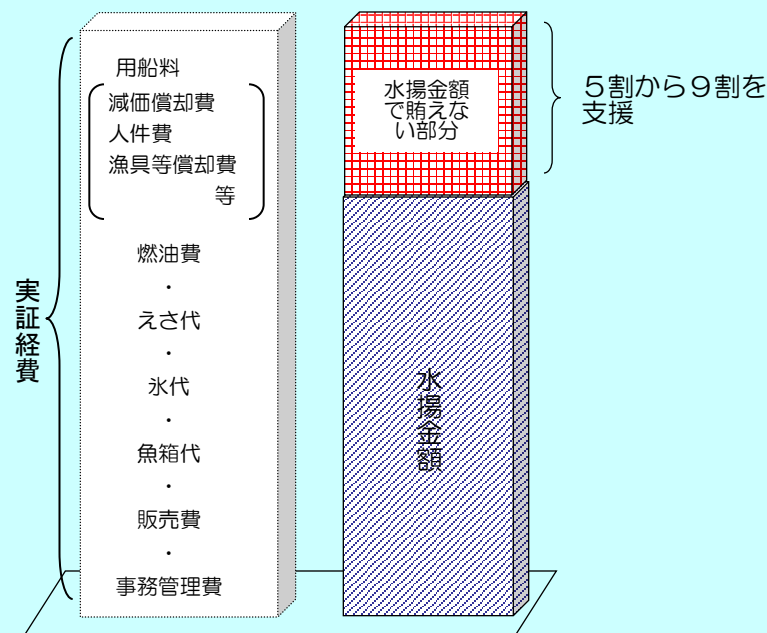 実証経費
用船料
減価償却費
人件費
漁具等償却費
等
燃油費
・
えさ代
・
氷代
・
魚箱代
・
販売費
・
事務管理費
水揚金額
で賄えな
い部分
水揚金額
５割から９割を
支援